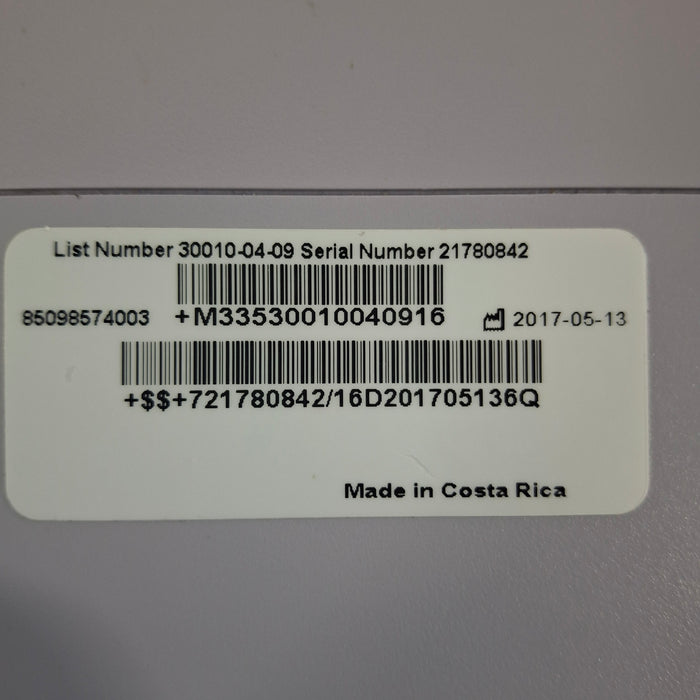 List Number 30010-04-09 Serial Number 21780842
85098574003 +M33530010040916 2017-05-13
+$$+721780842/16D201705136Q
Made in Costa Rica